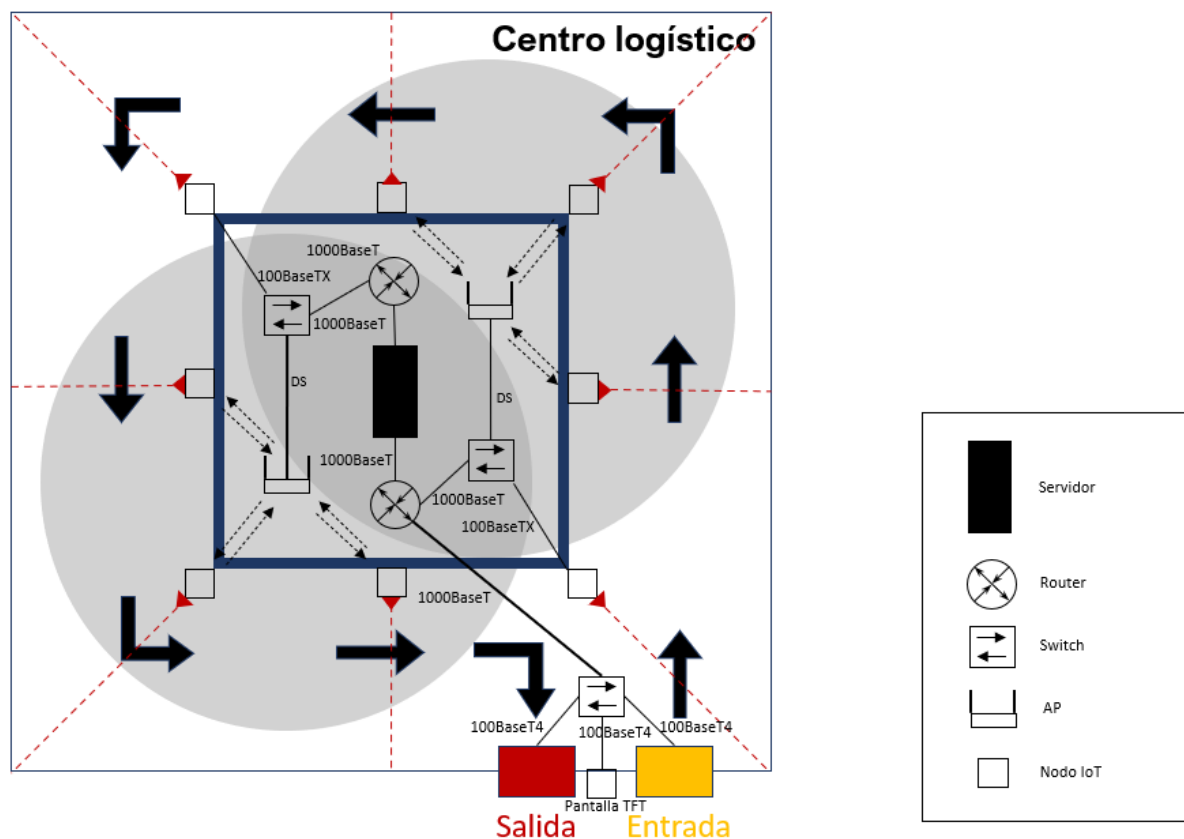 Centro logístico
1000BaseT
100BaseTX
1000BaseT
DS
DS
1000BaseT
1000BaseT
100BaseTX
1000BaseT
100BaseT4
100BaseT4
100BaseT4
Pantalla TFT
Salida
Entrada
Servidor
Router
Switch
AP
Nodo IoT